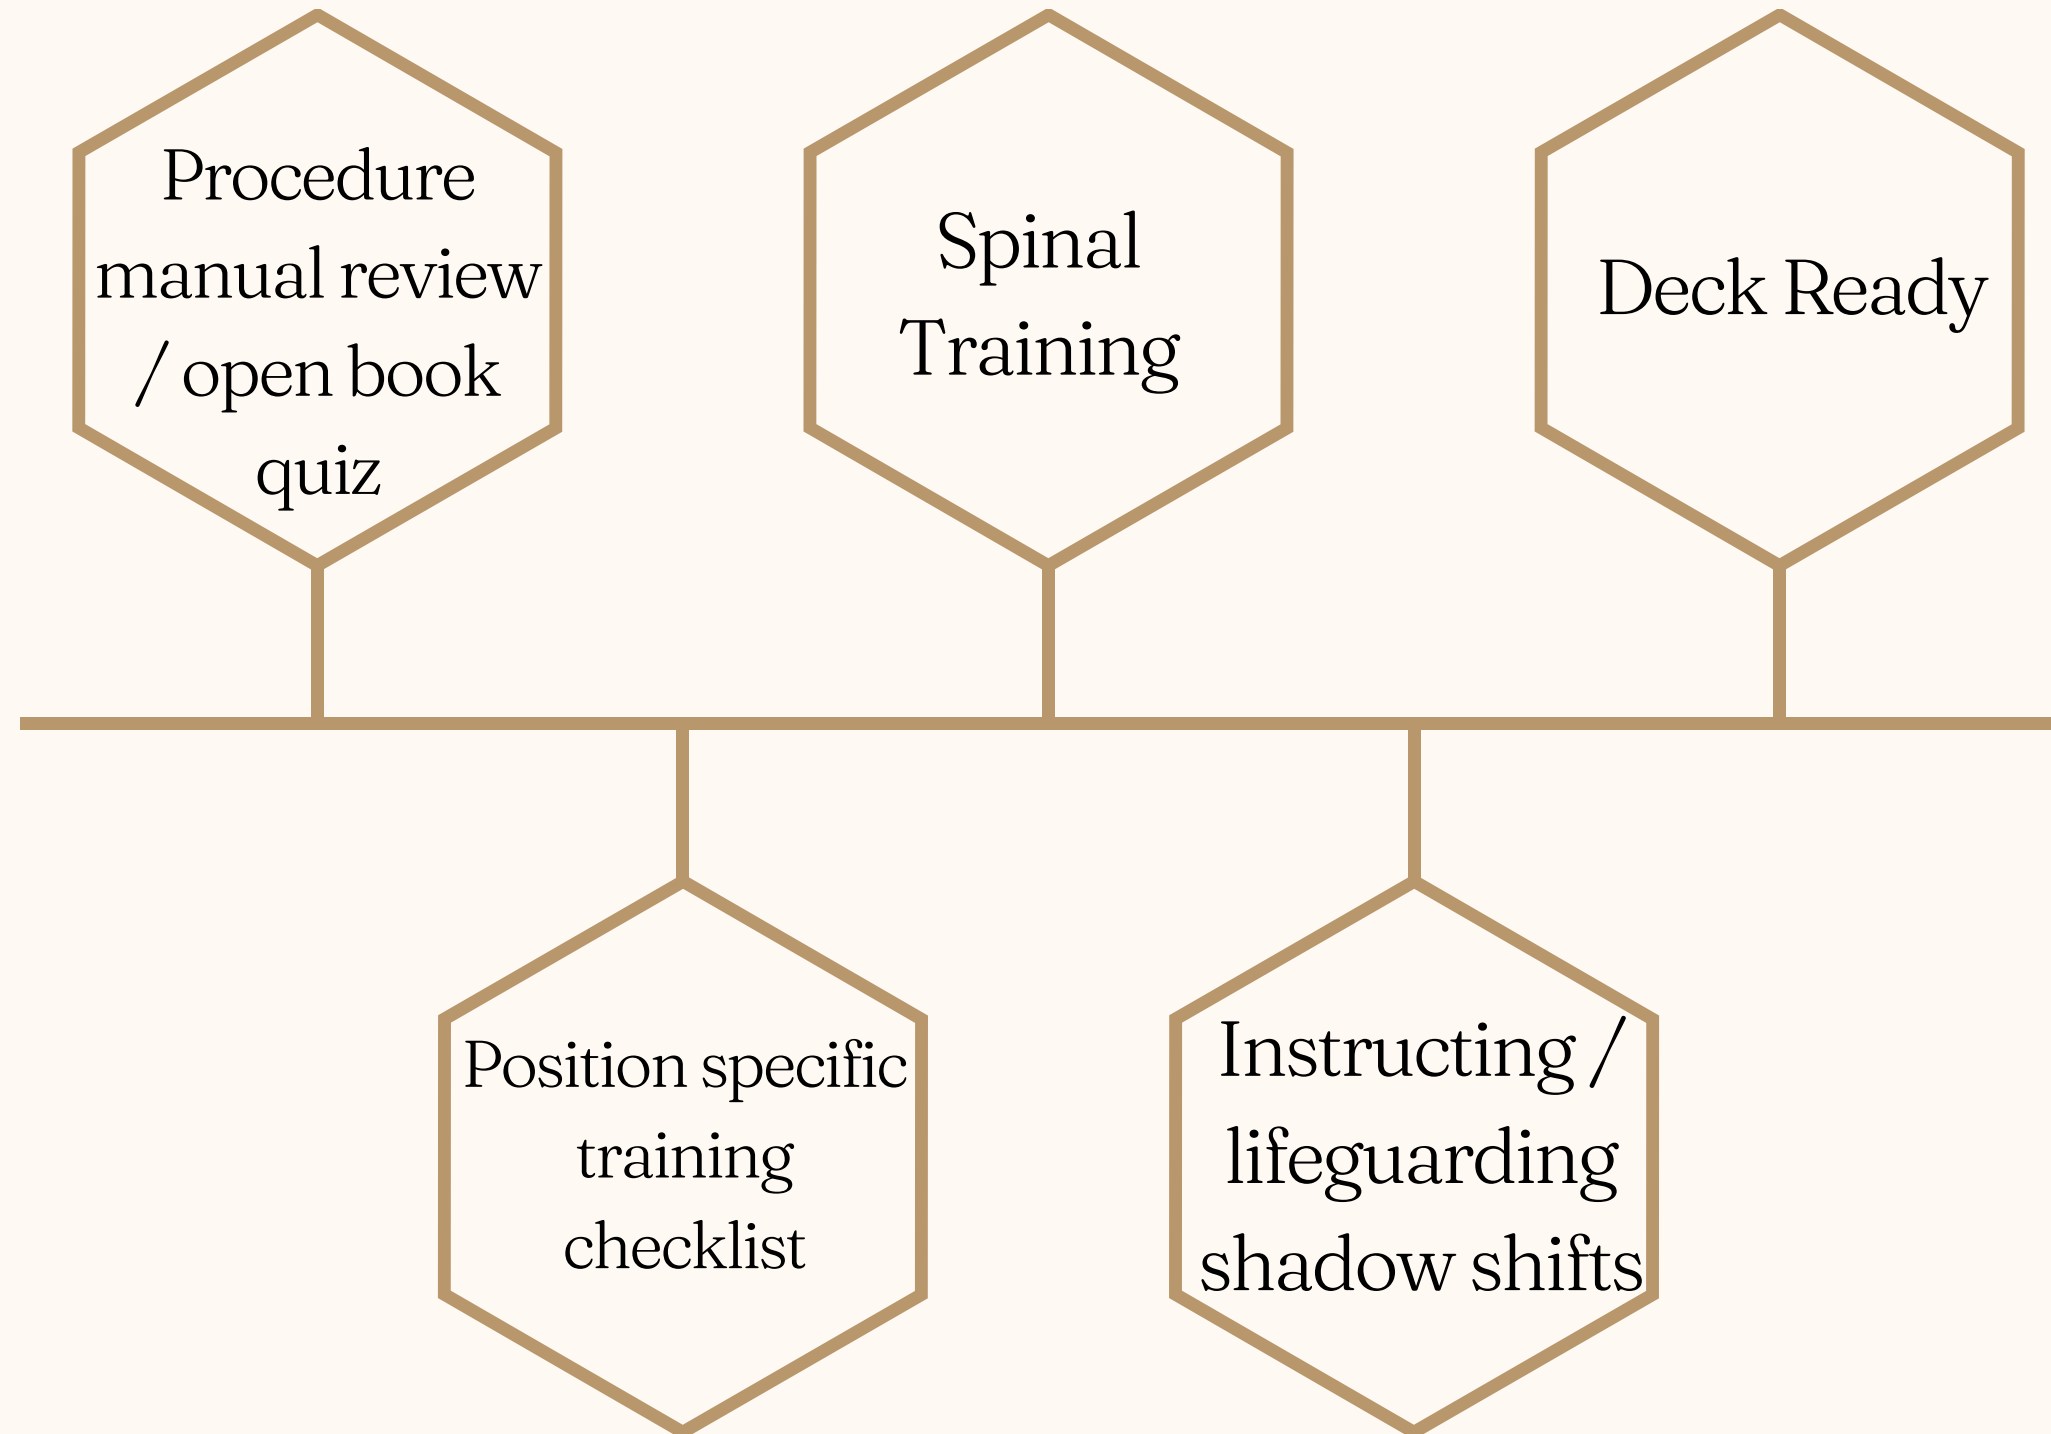 Procedure
manual review
/ open book
quiz
Spinal
Training
Deck Ready
Position specific
training
checklist
Instructing /
lifeguarding
shadow shifts